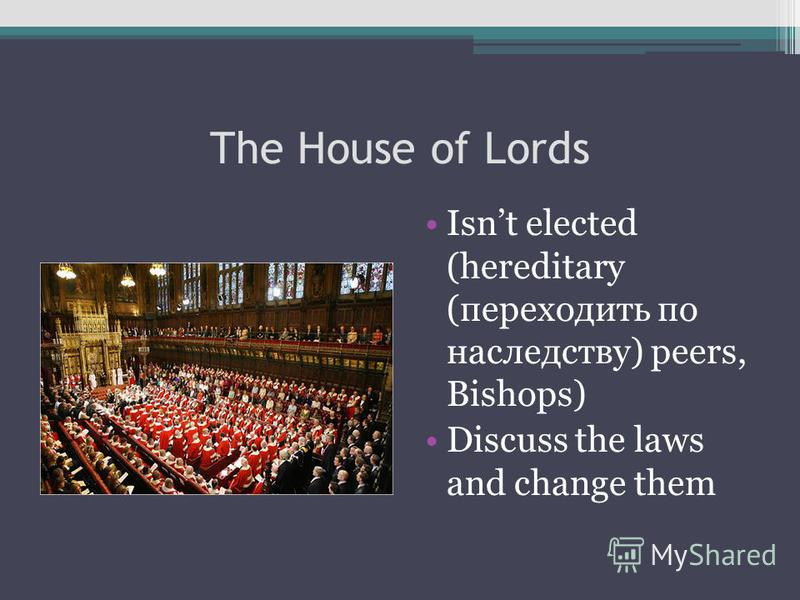 The House of Lords
• Isn’t elected
(hereditary
(переходить по
наследству) peers,
Bishops)
• Discuss the laws
and change them
MyShared